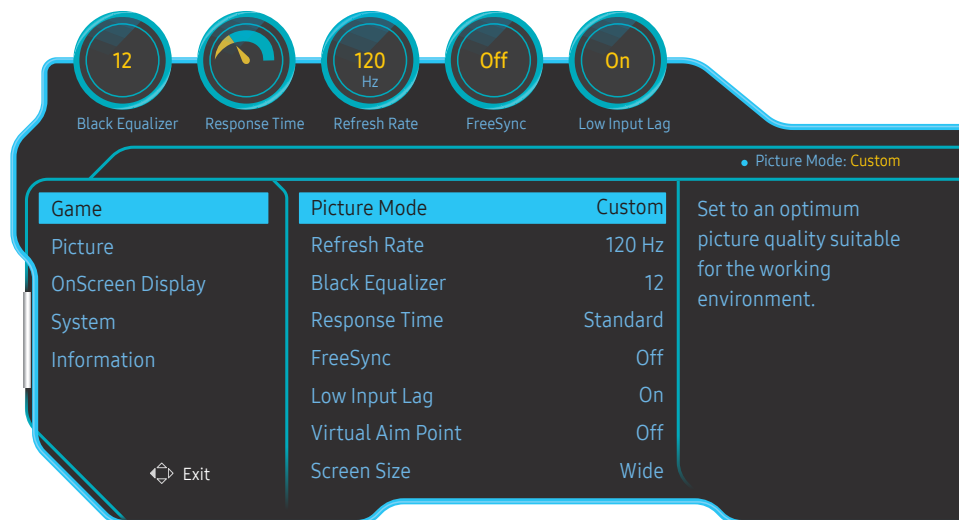 12
120
Hz
Off
On
Black Equalizer
Response Time
Refresh Rate
FreeSync
Low Input Lag
Picture Mode: Custom
Game
Picture
OnScreen Display
System
Information
Exit
Picture Mode Custom
Refresh Rate 120 Hz
Black Equalizer 12
Response Time Standard
FreeSync Off
Low Input Lag On
Virtual Aim Point Off
Screen Size Wide
Set to an optimum
picture quality suitable
for the working
environment.